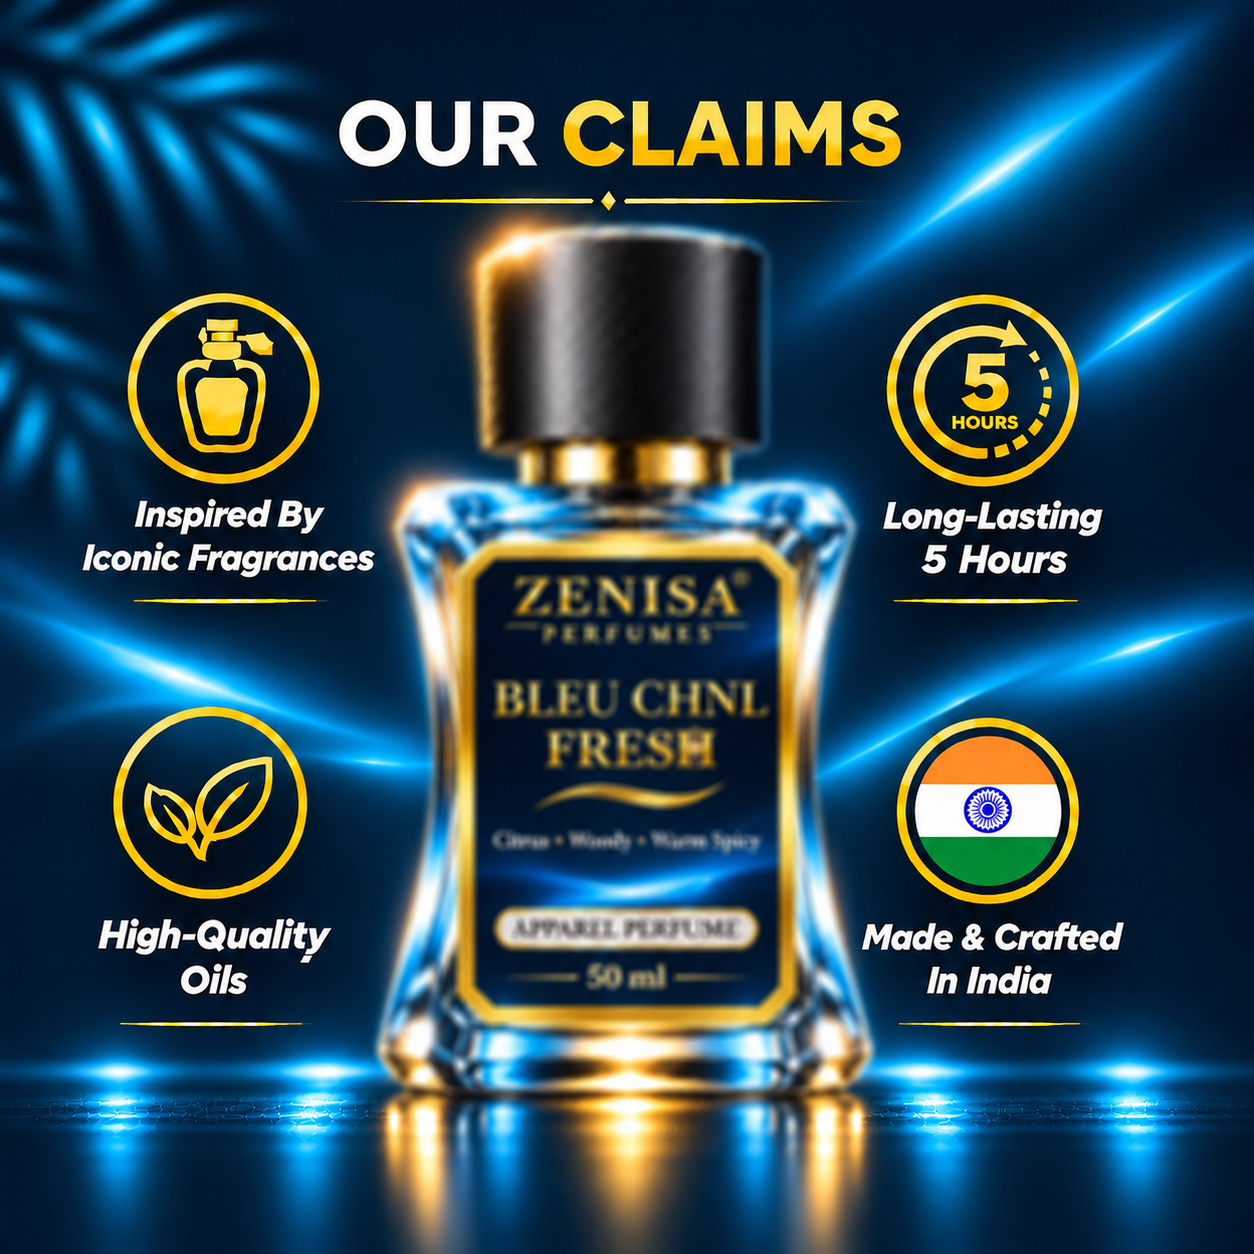 OUR CLAIMS
Inspired By
Iconic Fragrances
5
HOURS
Long-Lasting
5 Hours
ZENISA®
PERFUMES
BLEU CHNL
FRESH
Citrus • Woody • Warm Spicy
APPAREL PERFUME
50 ml
High-Quality
Oils
Made & Crafted
In India